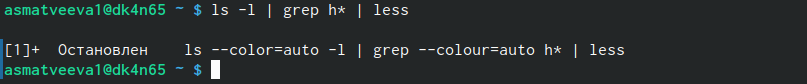 asmatveeva1@dk4n65 ~ $ ls -l | grep h* | less
[1]+  Остановлен    ls --color=auto -l | grep --colour=auto h* | less
asmatveeva1@dk4n65 ~ $